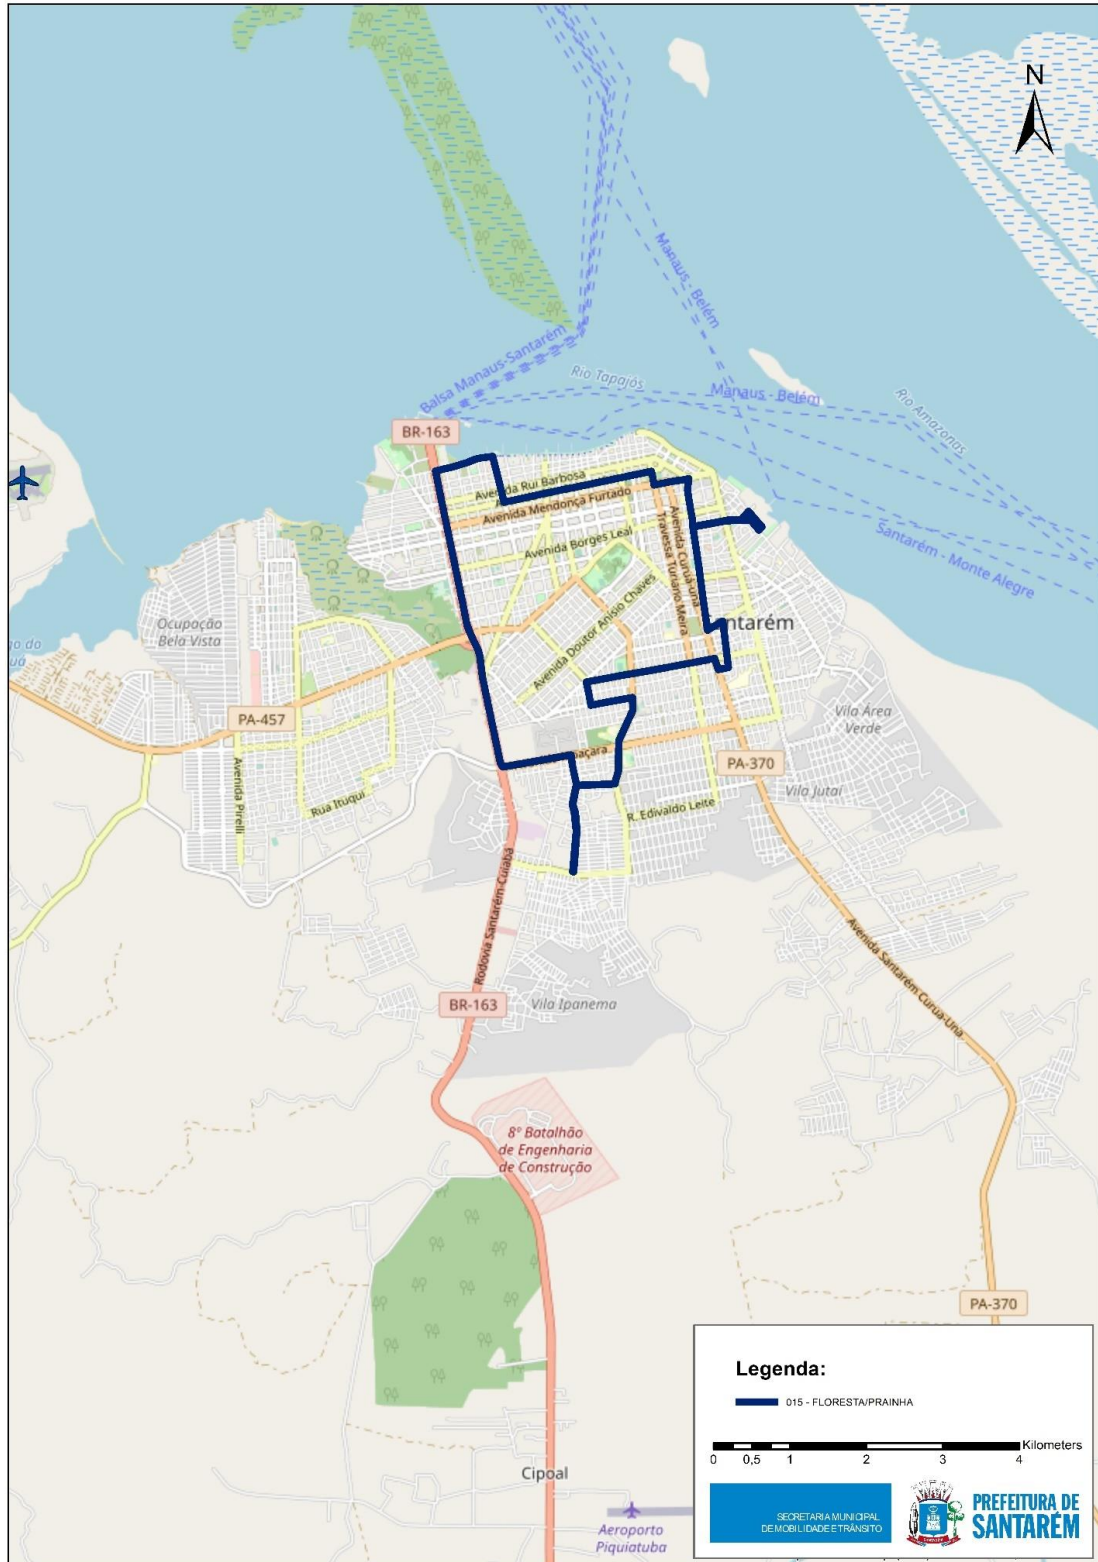 N
Manaus - Belém
Balsa Manaus-Santarém
Rio Tapajós
Manaus - Belém
Rio Amazonas
BR-163
Avenida Rui Barbosa
Avenida Mendonça Furtado
Avenida Curuá-Una
Travessa Turiano Meira
Avenida Borges Leal
Santarém - Monte Alegre
Avenida Doutor Anísio Chaves
Ocupação
Bela Vista
ntarém
PA-457
Vila Área
Verde
açara
PA-370
Avenida Pirelli
Rua Ituqui
Vila Jutai
R. Edivaldo Leite
Rodovia Santarém-Cuiabá
Avenida Santarém Curuá-Una
BR-163
Vila Ipanema
8º Batalhão
de Engenharia
de Construção
PA-370
Legenda:
015 - FLORESTA/PRAINHA
Kilometers
0 0,5 1 2 3 4
Cipoal
SECRETARIA MUNICIPAL
DE MOBILIDADE E TRÂNSITO
PREFEITURA DE
SANTARÉM
Aeroporto
Piquiatuba